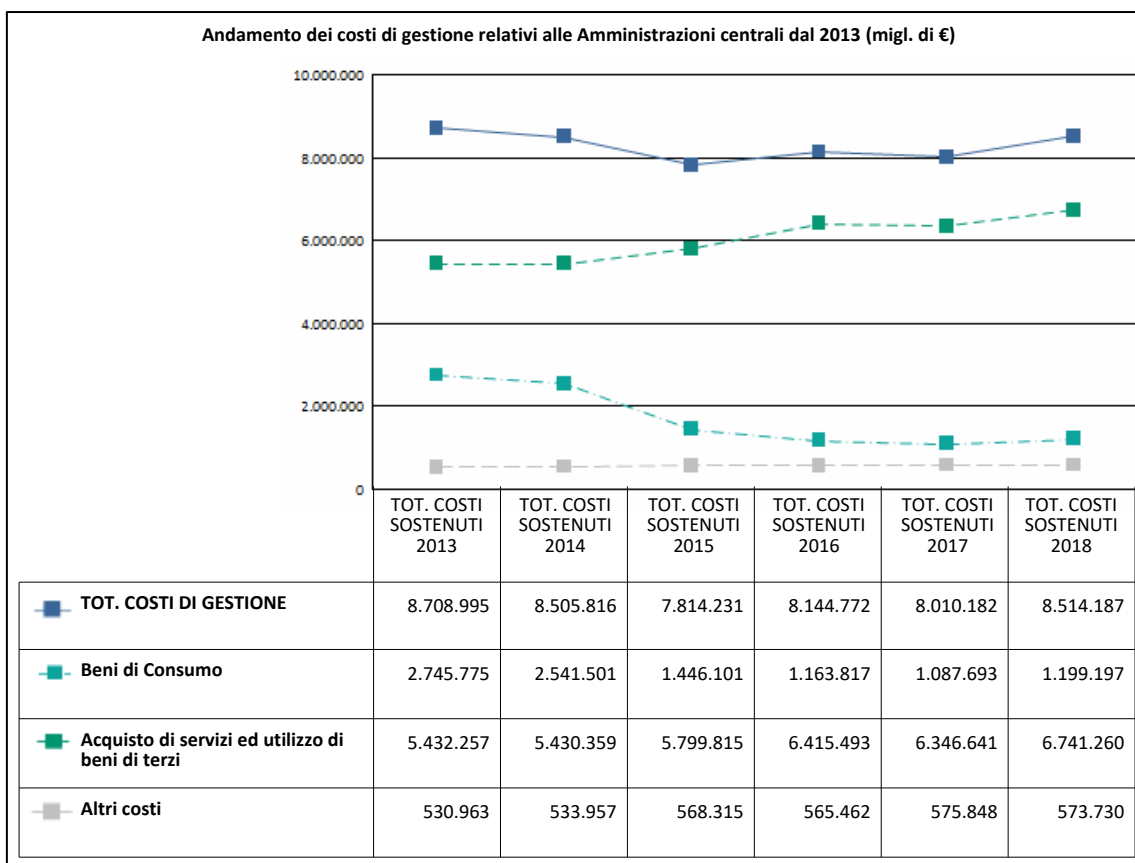 Andamento dei costi di gestione relativi alle Amministrazioni centrali dal 2013 (migl. di €)
10.000.000
8.000.000
6.000.000
4.000.000
2.000.000
0
TOT. COSTI SOSTENUTI 2013
TOT. COSTI SOSTENUTI 2014
TOT. COSTI SOSTENUTI 2015
TOT. COSTI SOSTENUTI 2016
TOT. COSTI SOSTENUTI 2017
TOT. COSTI SOSTENUTI 2018
TOT. COSTI DI GESTIONE 8.708.995 8.505.816 7.814.231 8.144.772 8.010.182 8.514.187
Beni di Consumo 2.745.775 2.541.501 1.446.101 1.163.817 1.087.693 1.199.197
Acquisto di servizi ed utilizzo di
beni di terzi 5.432.257 5.430.359 5.799.815 6.415.493 6.346.641 6.741.260
Altri costi 530.963 533.957 568.315 565.462 575.848 573.730